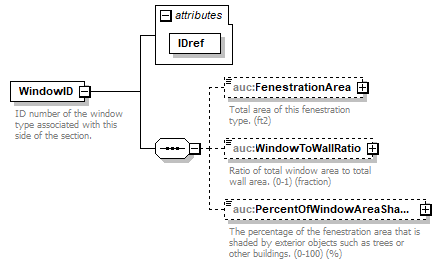 attributes
IDref
WindowID
ID number of the window
type associated with this
side of the section.
auc:FenestrationArea
Total area of this fenestration
type. (ft2)
auc:WindowToWallRatio
Ratio of total window area to total
wall area. (0-1) (fraction)
auc:PercentOfWindowAreaSha...
The percentage of the fenestration area that is
shaded by exterior objects such as trees or
other buildings. (0-100) (%)